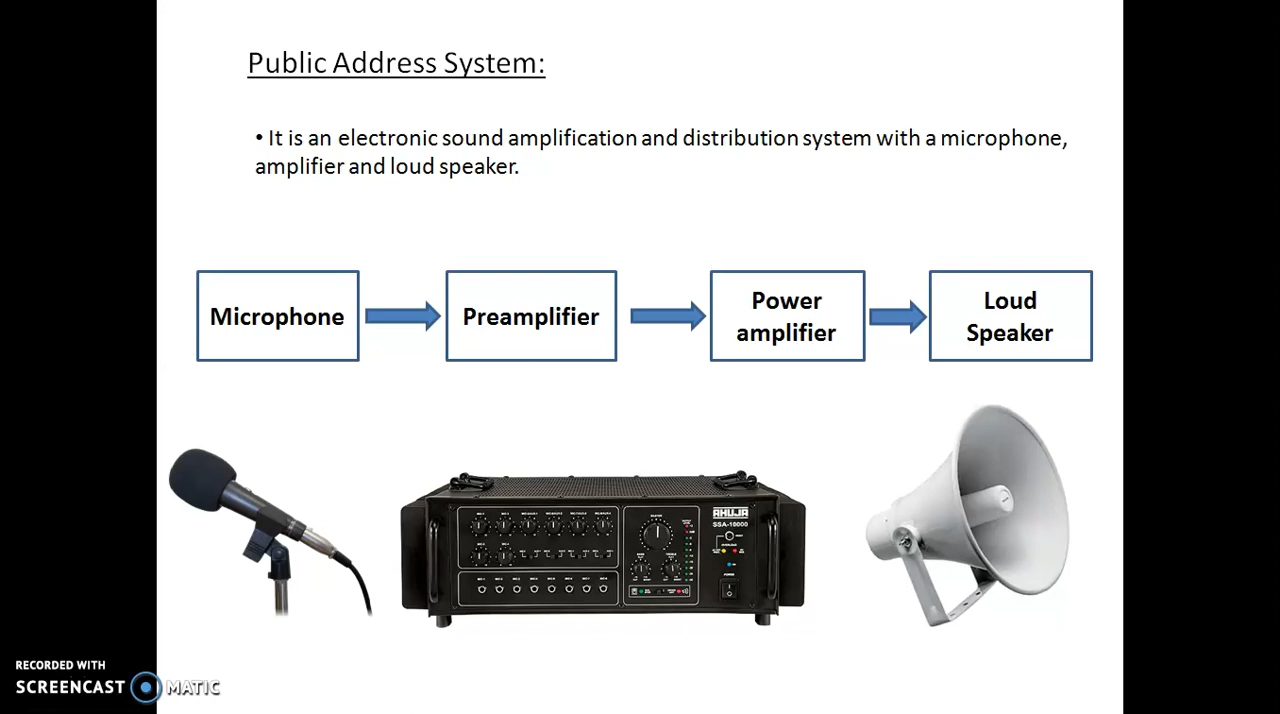 Public Address System:
• It is an electronic sound amplification and distribution system with a microphone,
amplifier and loud speaker.
Microphone
Preamplifier
Power
amplifier
Loud
Speaker
AHUJA
SSA-10000
POWER
RECORDED WITH
SCREENCAST MATIC